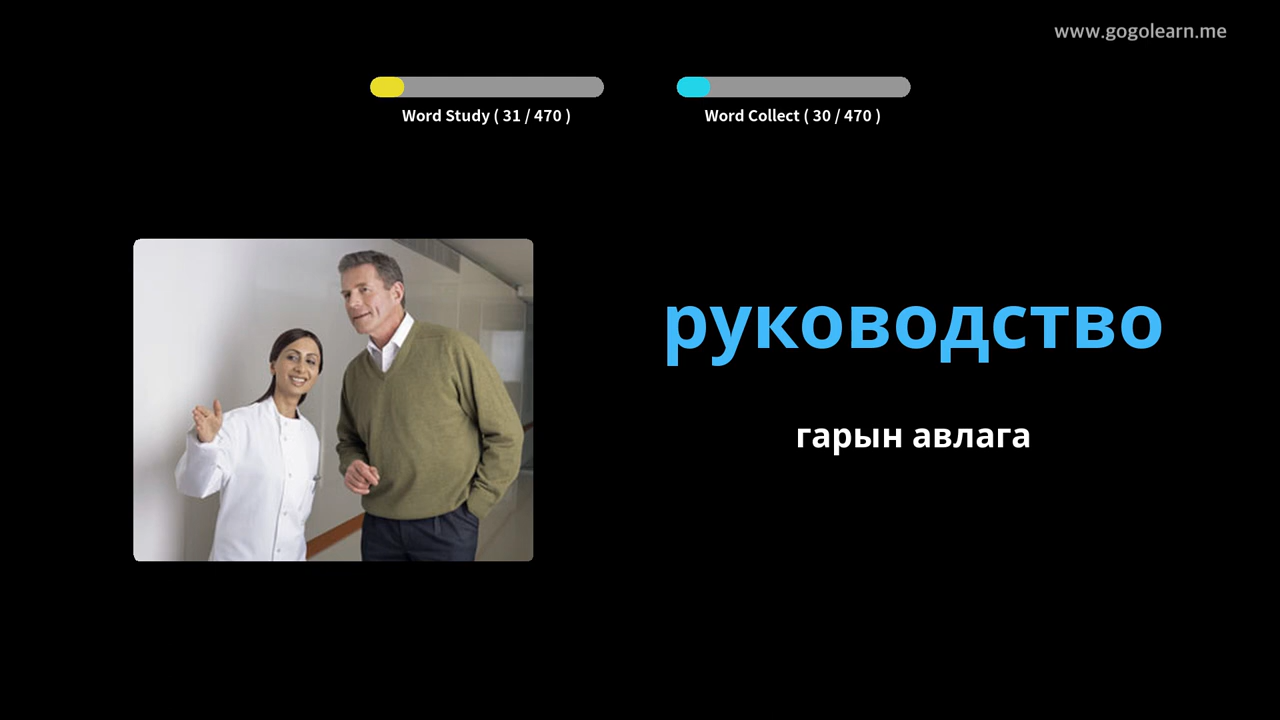 www.gogolearn.me
Word Study ( 31 / 470 )
Word Collect ( 30 / 470 )
руководство
гарын авлага